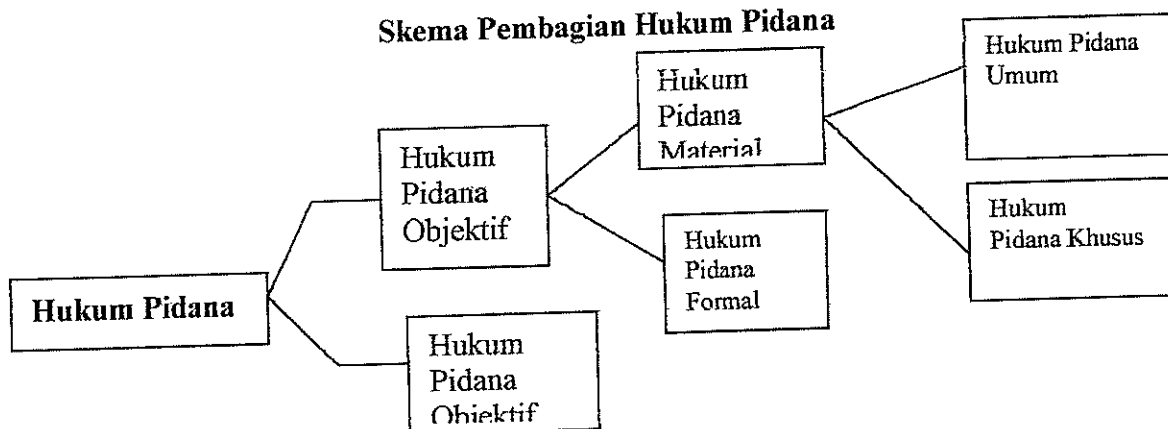 Skema Pembagian Hukum Pidana
Hukum Pidana
Hukum
Pidana
Objektif
Hukum
Pidana
Objektif
Hukum
Pidana
Material
Hukum
Pidana
Formal
Hukum Pidana
Umum
Hukum
Pidana Khusus